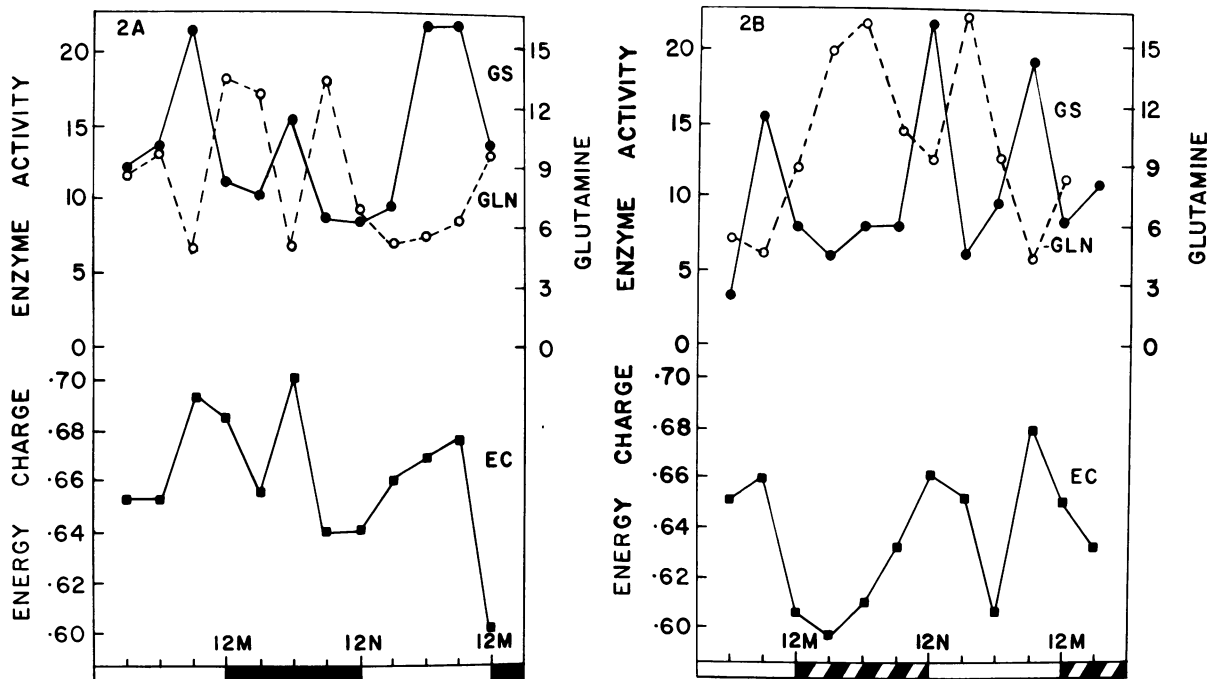 2A
20
15
10
5
0
ENZYME ACTIVITY
GS
GLN
15
12
9
6
3
0
GLUTAMINE
.70
.68
.66
.64
.62
.60
ENERGY CHARGE
EC
12M
12N
12M
2B
20
15
10
5
0
ENZYME ACTIVITY
GS
GLN
15
12
9
6
3
0
GLUTAMINE
.70
.68
.66
.64
.62
.60
ENERGY CHARGE
EC
12M
12N
12M